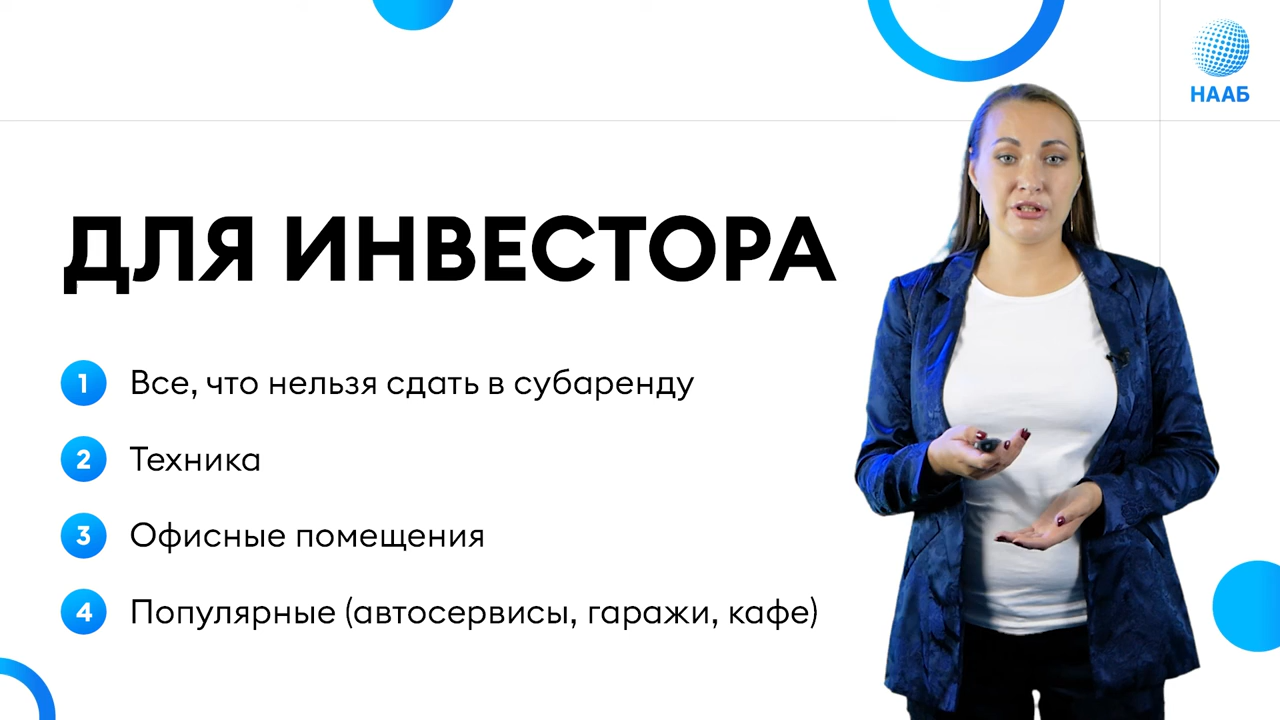 НААБ
ДЛЯ ИНВЕСТОРА
1 Все, что нельзя сдать в субаренду
2 Техника
3 Офисные помещения
4 Популярные (автосервисы, гаражи, кафе)